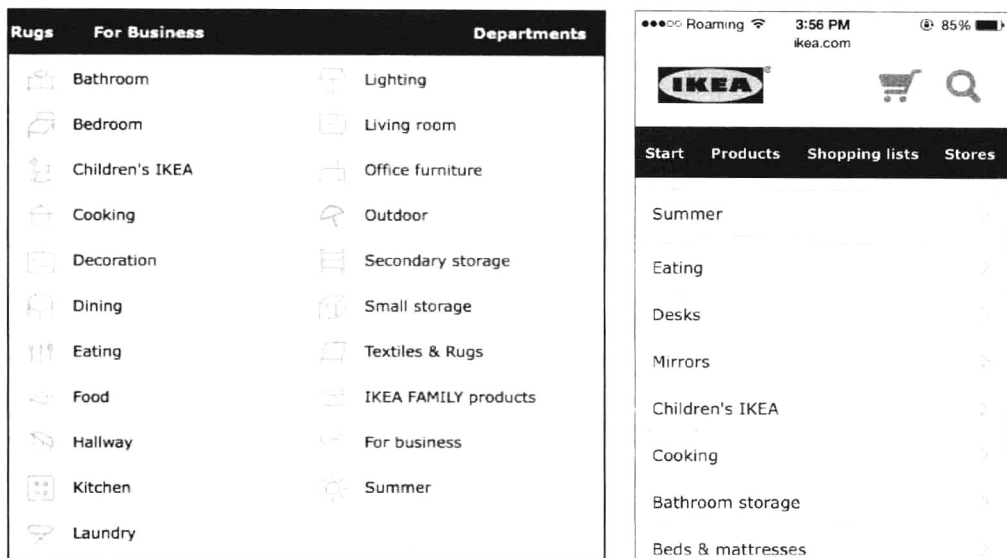 Rugs For Business Departments
Bathroom
Bedroom
Children's IKEA
Cooking
Decoration
Dining
Eating
Food
Hallway
Kitchen
Laundry
Lighting
Living room
Office furniture
Outdoor
Secondary storage
Small storage
Textiles & Rugs
IKEA FAMILY products
For business
Summer
Roaming 3:56 PM 85%
ikea.com
IKEA®
Start Products Shopping lists Stores
Summer
Eating
Desks
Mirrors
Children's IKEA
Cooking
Bathroom storage
Beds & mattresses